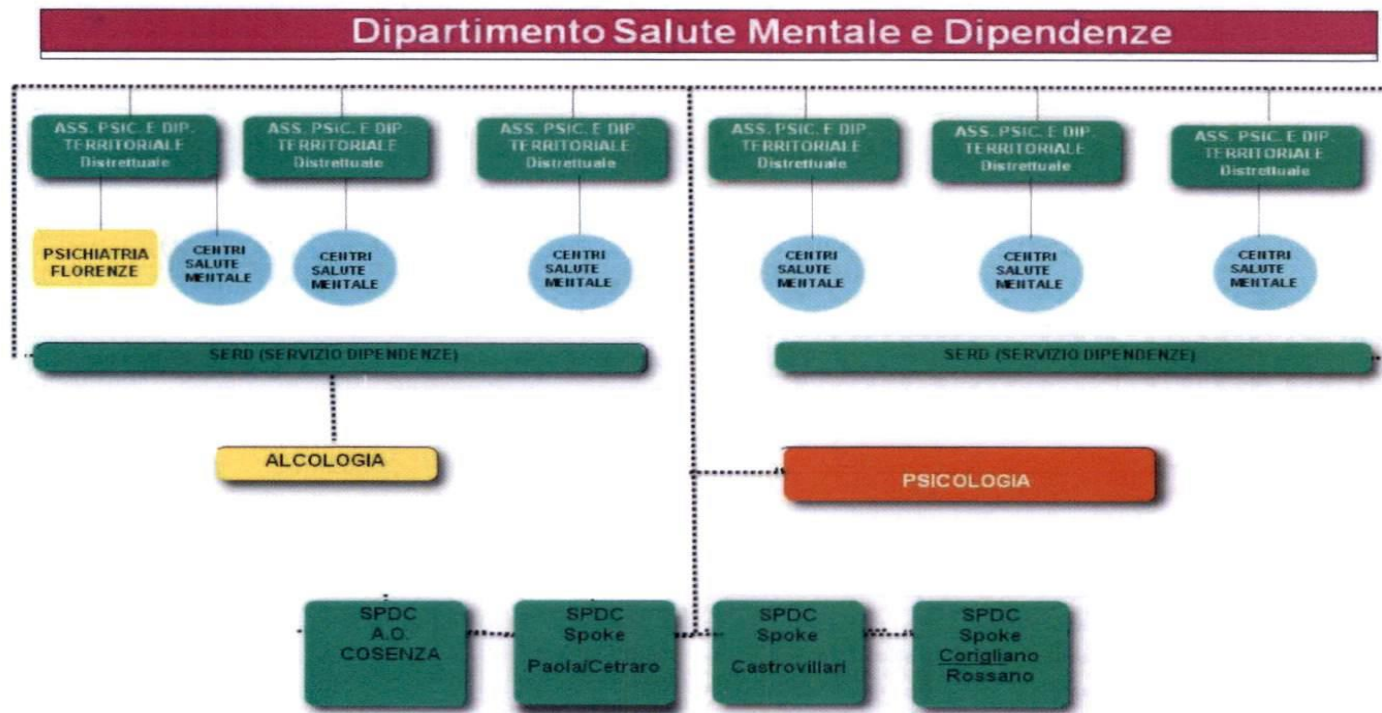 Dipartimento Salute Mentale e Dipendenze
ASS. PSIC. E DIP.
TERRITORIALE
Distrettuale
ASS. PSIC. E DIP.
TERRITORIALE
Distrettuale
ASS. PSIC. E DIP.
TERRITORIALE
Distrettuale
ASS. PSIC. E DIP.
TERRITORIALE
Distrettuale
ASS. PSIC. E DIP.
TERRITORIALE
Distrettuale
ASS. PSIC. E DIP.
TERRITORIALE
Distrettuale
PSICHIATRIA
FLORENZE
CENTRI
SALUTE
MENTALE
CENTRI
SALUTE
MENTALE
CENTRI
SALUTE
MENTALE
CENTRI
SALUTE
MENTALE
CENTRI
SALUTE
MENTALE
CENTRI
SALUTE
MENTALE
SERD (SERVIZIO DIPENDENZE)
SERD (SERVIZIO DIPENDENZE)
ALCOLOGIA
PSICOLOGIA
SPDC
A.O.
COSENZA
SPDC
Spoke
Paola/Cetraro
SPDC
Spoke
Castrovillari
SPDC
Spoke
Corigliano
Rossano